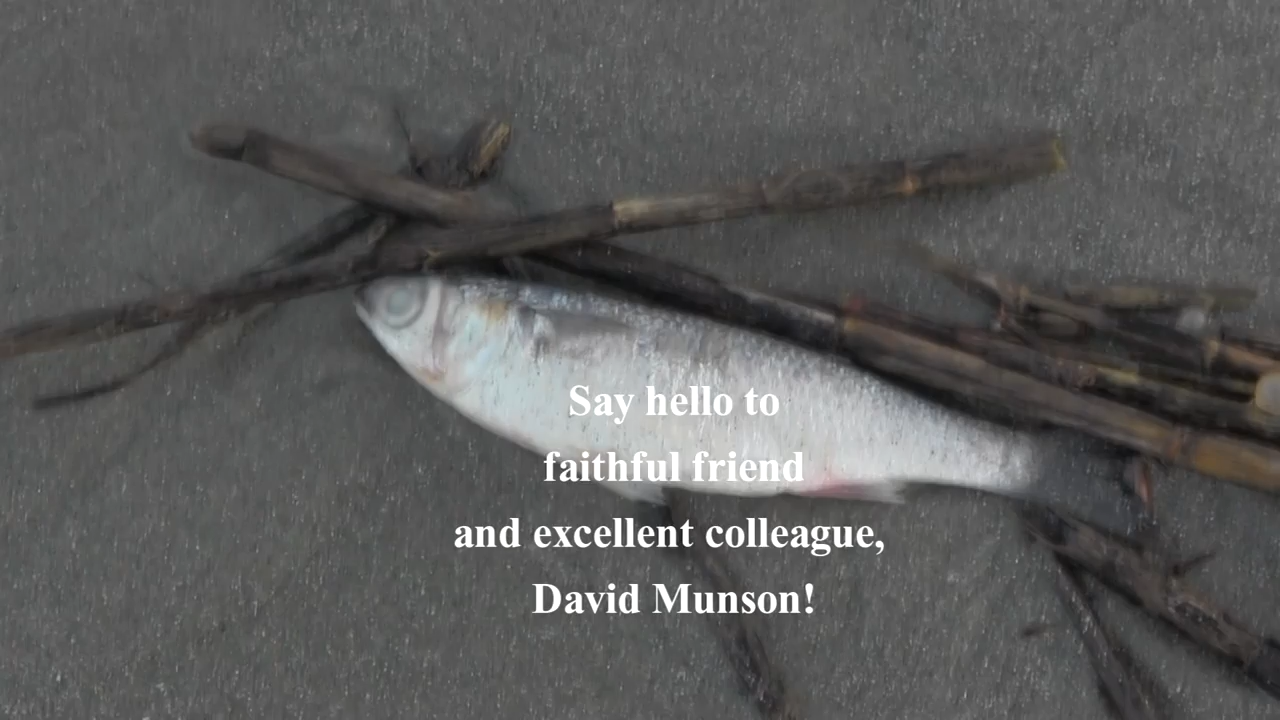 Say hello to
faithful friend
and excellent colleague,
David Munson!